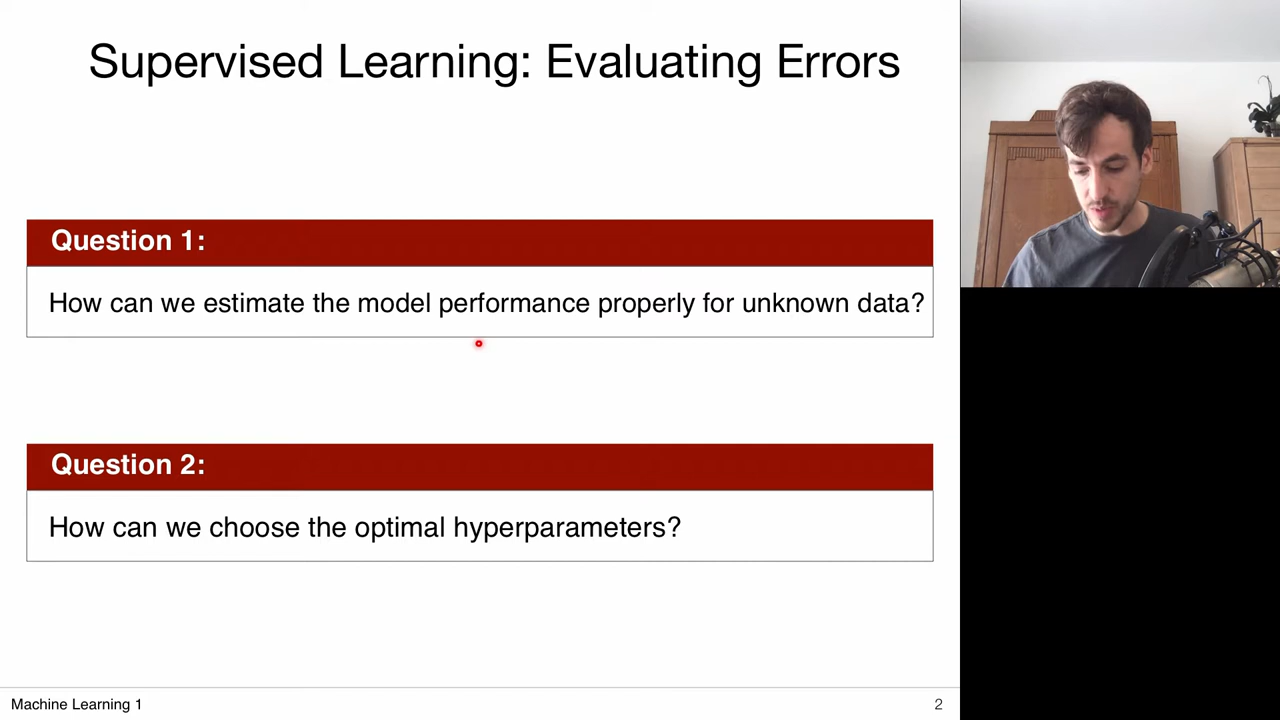 Supervised Learning: Evaluating Errors
Question 1:
How can we estimate the model performance properly for unknown data?
Question 2:
How can we choose the optimal hyperparameters?
Machine Learning 1
2